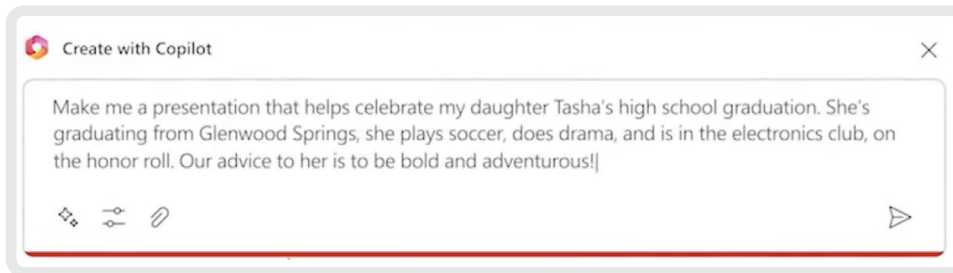 Create with Copilot
Make me a presentation that helps celebrate my daughter Tasha’s high school graduation. She’s
graduating from Glenwood Springs, she plays soccer, does drama, and is in the electronics club, on
the honor roll. Our advice to her is to be bold and adventurous!